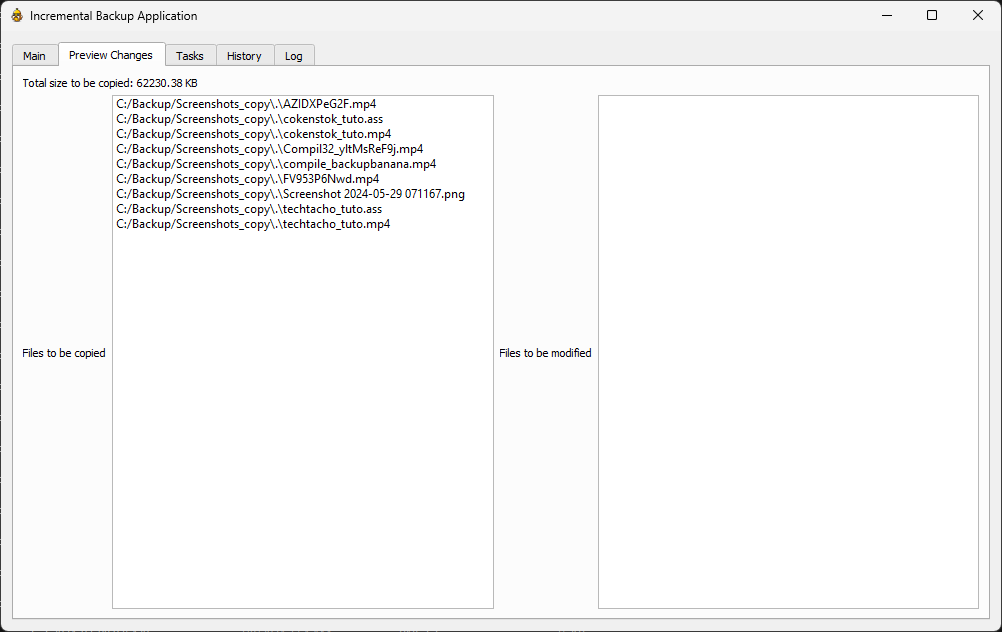 Incremental Backup Application
Main
Preview Changes
Tasks
History
Log
Total size to be copied: 62230.38 KB
Files to be copied
C:/Backup/Screenshots_copy\.\AZIDXPeG2F.mp4
C:/Backup/Screenshots_copy\.\cokenstok_tuto.ass
C:/Backup/Screenshots_copy\.\cokenstok_tuto.mp4
C:/Backup/Screenshots_copy\.\Compil32_yltMsReF9j.mp4
C:/Backup/Screenshots_copy\.\compile_backupbanana.mp4
C:/Backup/Screenshots_copy\.\FV953P6Nwd.mp4
C:/Backup/Screenshots_copy\.\Screenshot 2024-05-29 071167.png
C:/Backup/Screenshots_copy\.\techtacho_tuto.ass
C:/Backup/Screenshots_copy\.\techtacho_tuto.mp4
Files to be modified